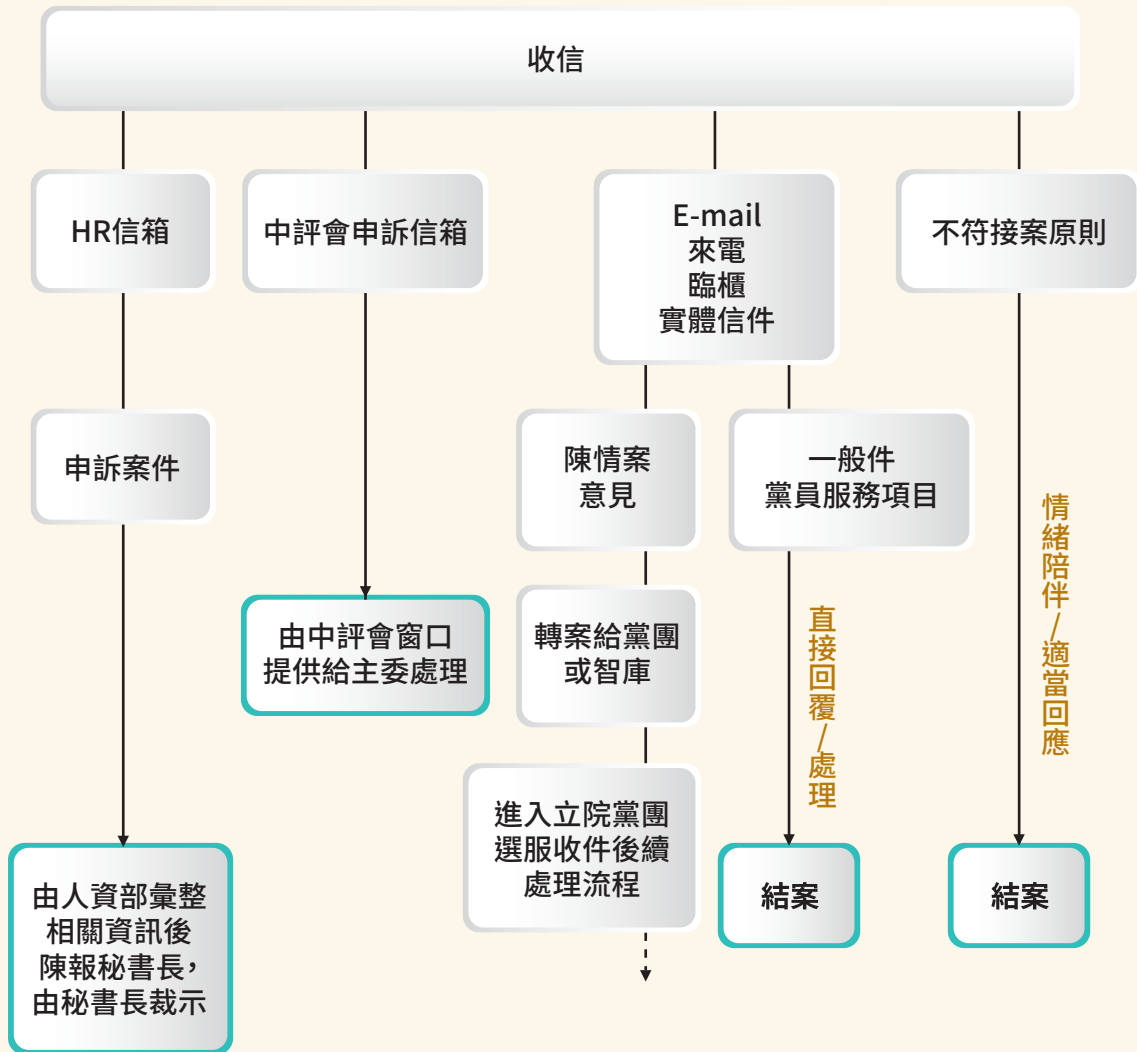 收信
HR信箱
中評會申訴信箱
E-mail
來電
臨櫃
實體信件
不符接案原則
申訴案件
陳情案
意見
一般件
黨員服務項目
情緒陪伴/適當回應
由中評會窗口
提供給主委處理
轉案給黨團
或智庫
直接回覆/處理
進入立院黨團
選服收件後續
處理流程
由人資部彙整
相關資訊後
陳報秘書長,
由秘書長裁示
結案
結案